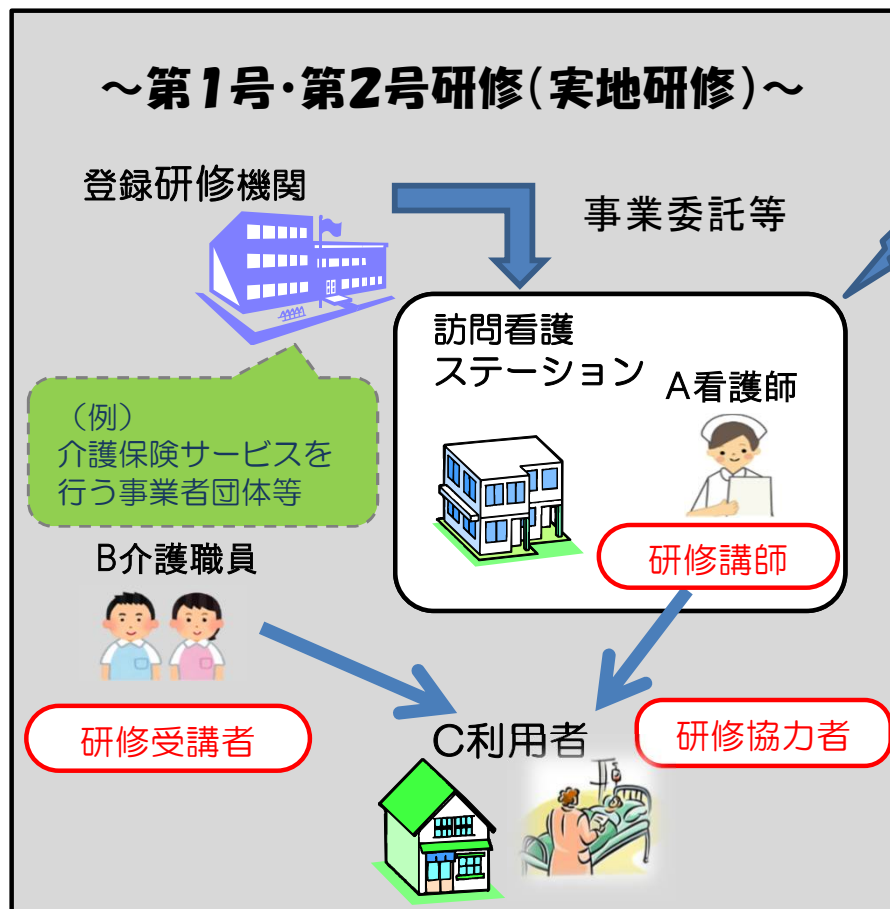 ～第1号・第2号研修(実地研修)～
登録研修機関
事業委託等
訪問看護
ステーション
A看護師
（例）
介護保険サービスを
行う事業者団体等
研修講師
B介護職員
研修受講者
C利用者
研修協力者